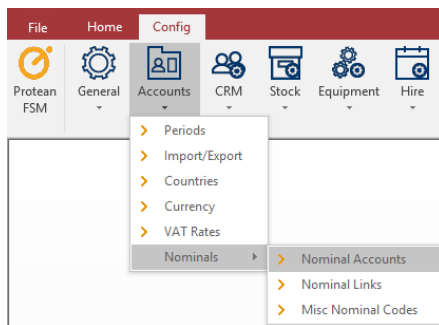 File Home Config
Protean FSM General Accounts CRM Stock Equipment Hire
Periods
Import/Export
Countries
Currency
VAT Rates
Nominals
Nominal Accounts
Nominal Links
Misc Nominal Codes